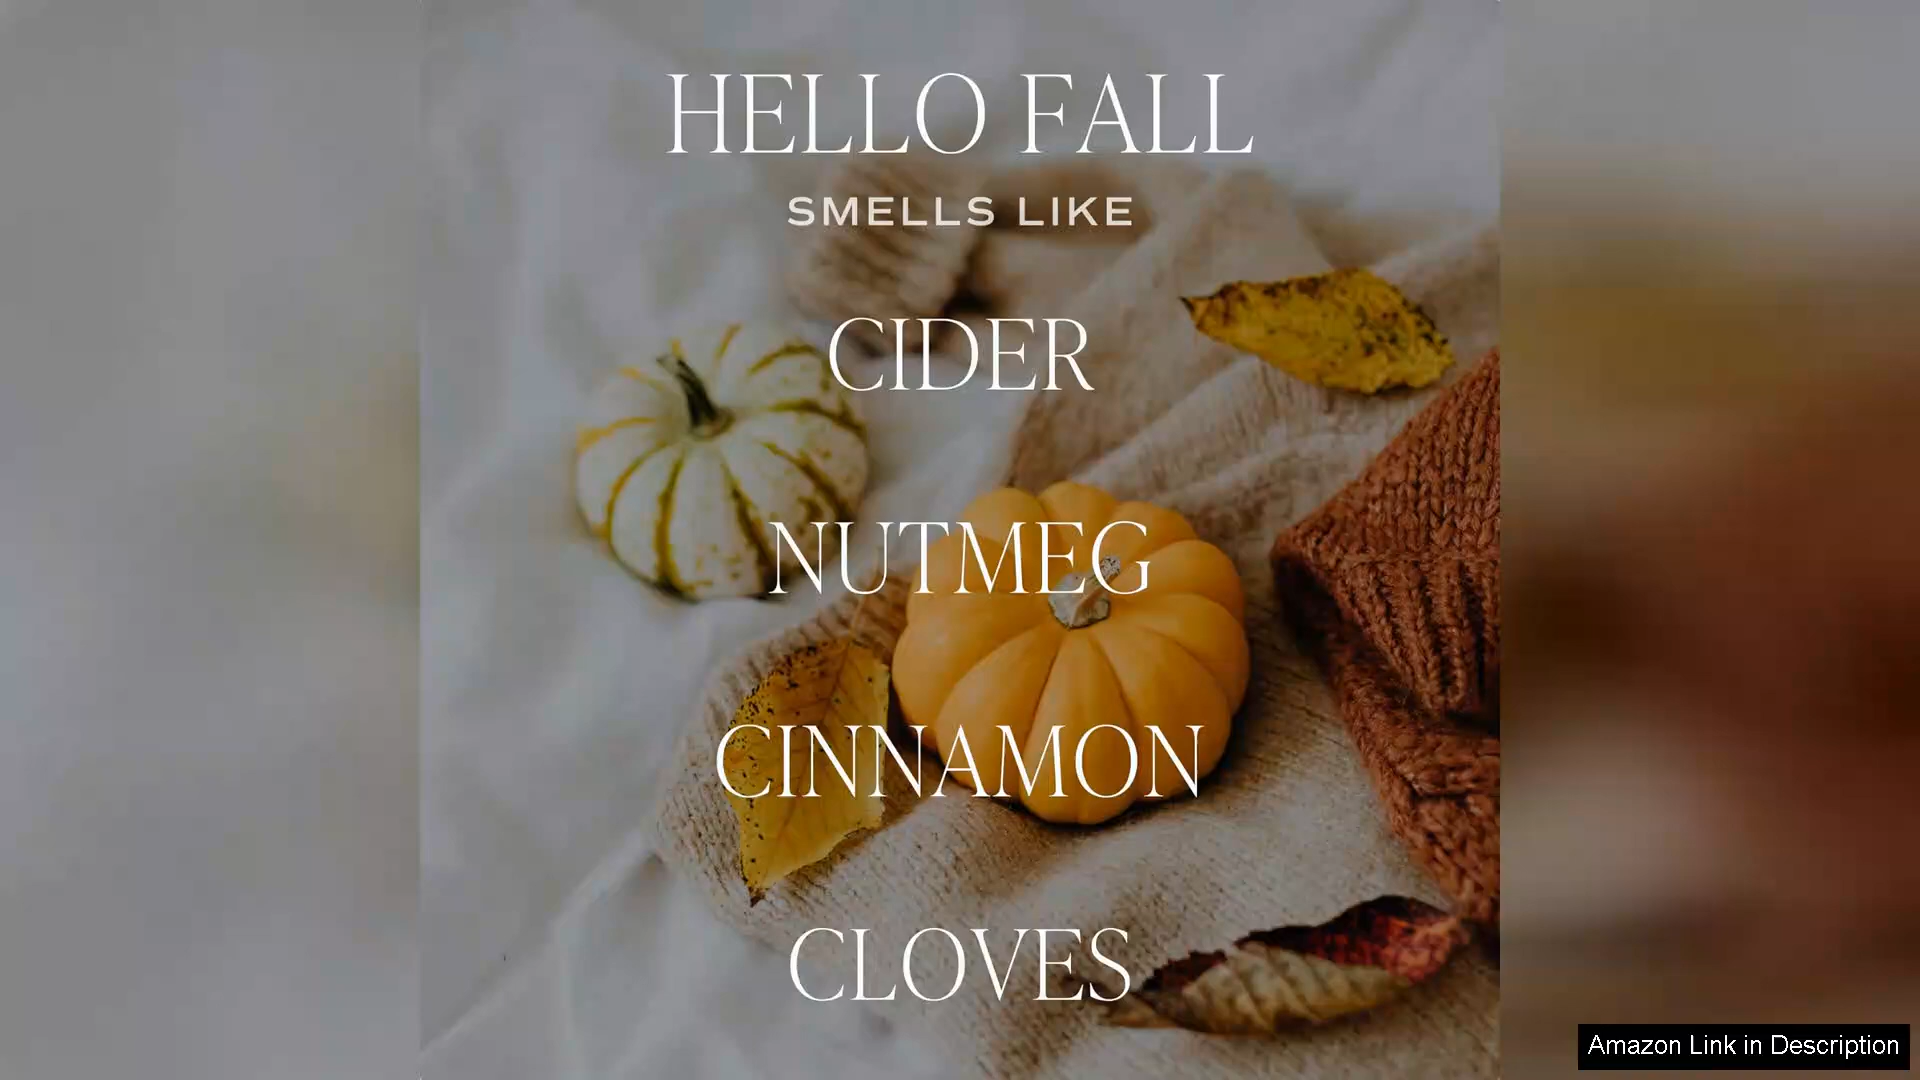 HELLO FALL
SMELLS LIKE
CIDER
NUTMEG
CINNAMON
CLOVES
Amazon Link in Description